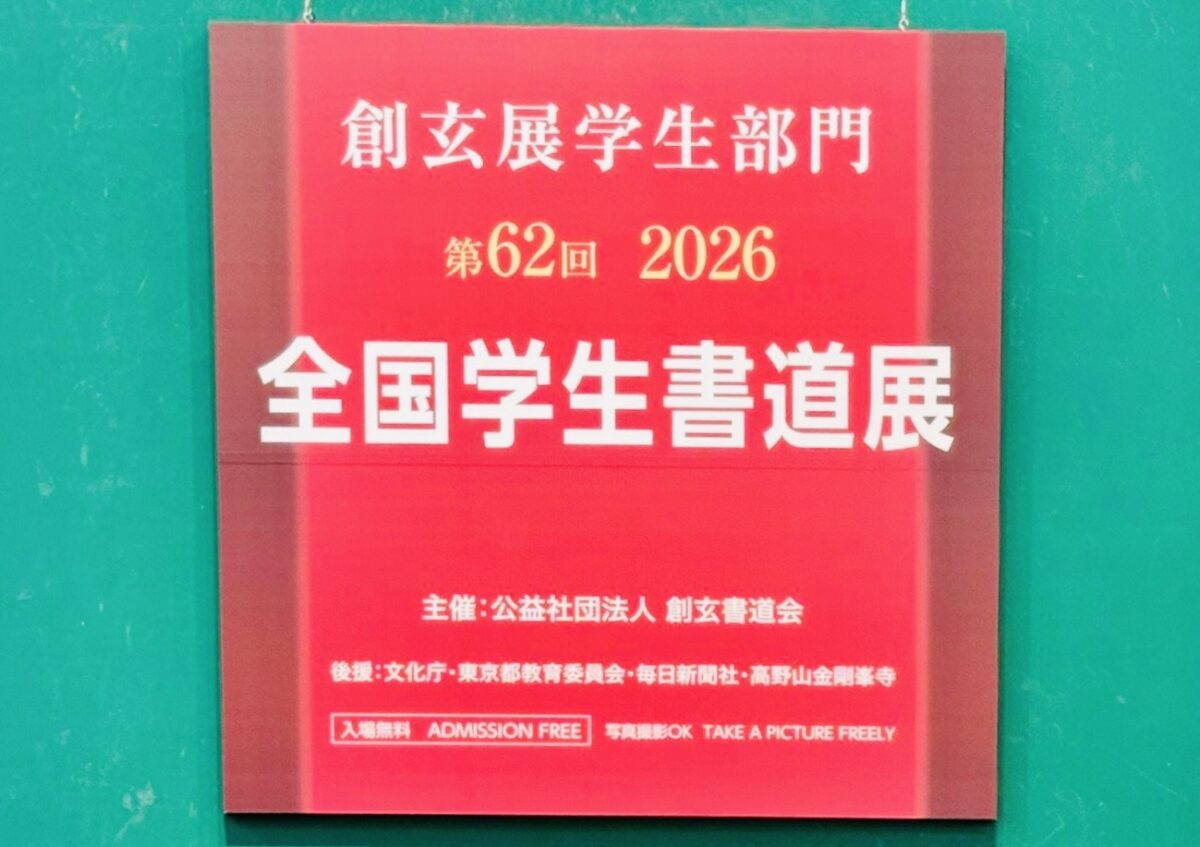 創玄展学生部門
第62回 2026
全国学生書道展
主催：公益社団法人 創玄書道会
後援：文化庁・東京都教育委員会・毎日新聞社・高野山金剛峯寺
入場無料 ADMISSION FREE 写真撮影OK TAKE A PICTURE FREELY